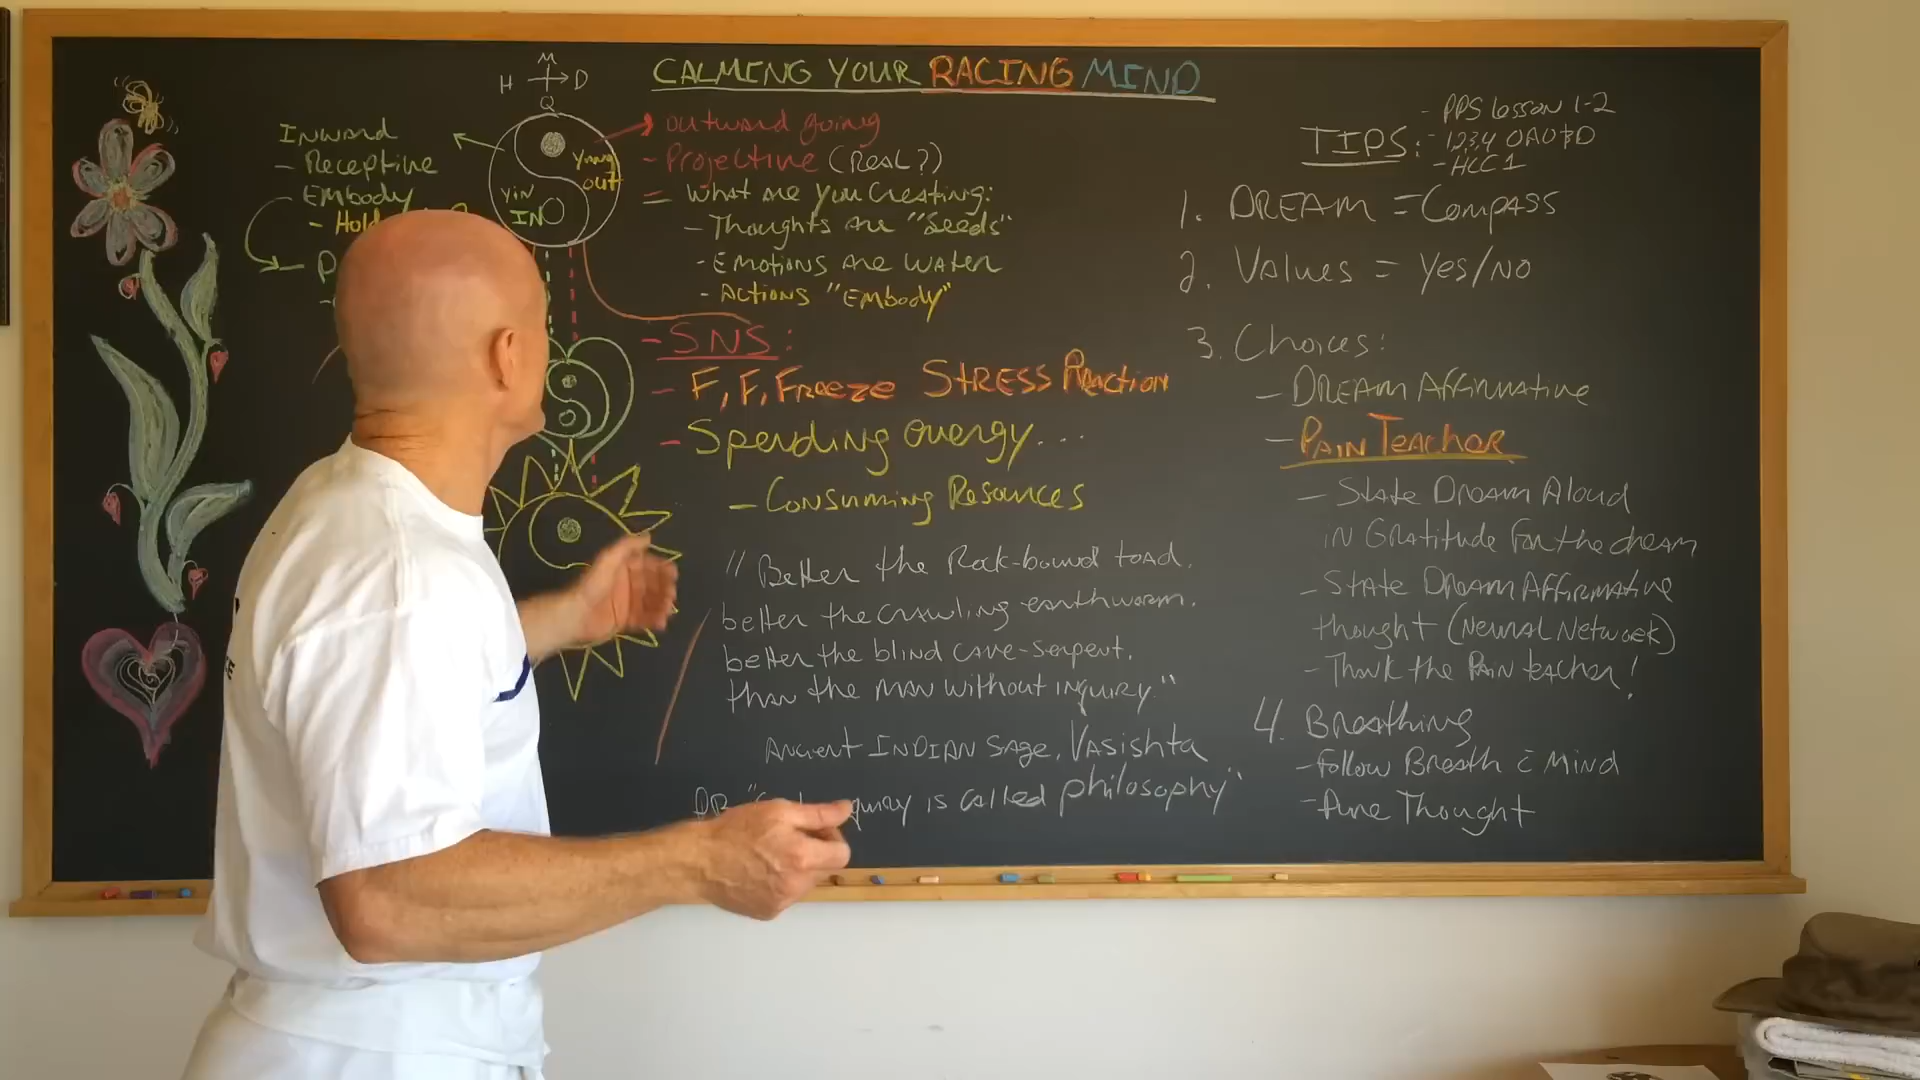 CALMING YOUR RACING MIND
M
H D
Q
Inward
- Receptive
- Embody
- Hold
Yang
out
Yin
IN
outward going
- Projective (Real?)
= What are you Creating:
- Thoughts are "Seeds"
- Emotions are Water
- Actions "Embody"
- SNS:
- F, F, Freeze STRESS Reaction
- Spending energy...
- Consuming Resources
"Better the Rock-bound toad,
better the crawling earthworm,
better the blind cave-serpent,
than the man without inquiry."
Ancient INDIAN Sage, Vasishta
is called philosophy"
TIPS:
- PPS Lesson 1-2
- 1,2,3,4 OAO&D
- HCC 1
1. DREAM = Compass
2. Values = Yes/No
3. Choices:
- DREAM Affirmative
- PAIN Teacher
- State Dream Aloud
in Gratitude for the dream
- State Dream Affirmative
thought (Neural Network)
- Thank the Pain teacher!
4. Breathing
- Follow Breath c̄ Mind
- Pure Thought